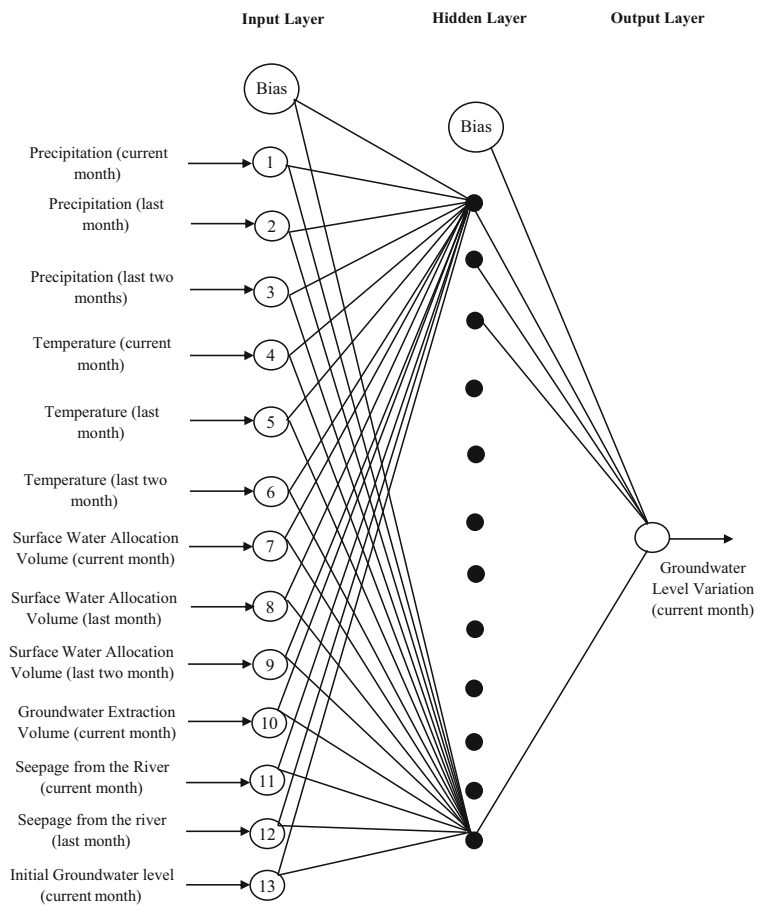 Input Layer
Hidden Layer
Output Layer
Bias
Bias
Precipitation (current
month)
1
Precipitation (last
month)
2
Precipitation (last two
months)
3
Temperature (current
month)
4
Temperature (last
month)
5
Temperature (last two
month)
6
Surface Water Allocation
Volume (current month)
7
Surface Water Allocation
Volume (last month)
8
Surface Water Allocation
Volume (last two month)
9
Groundwater Extraction
Volume (current month)
10
Seepage from the River
(current month)
11
Seepage from the river
(last month)
12
Initial Groundwater level
(current month)
13
Groundwater
Level Variation
(current month)